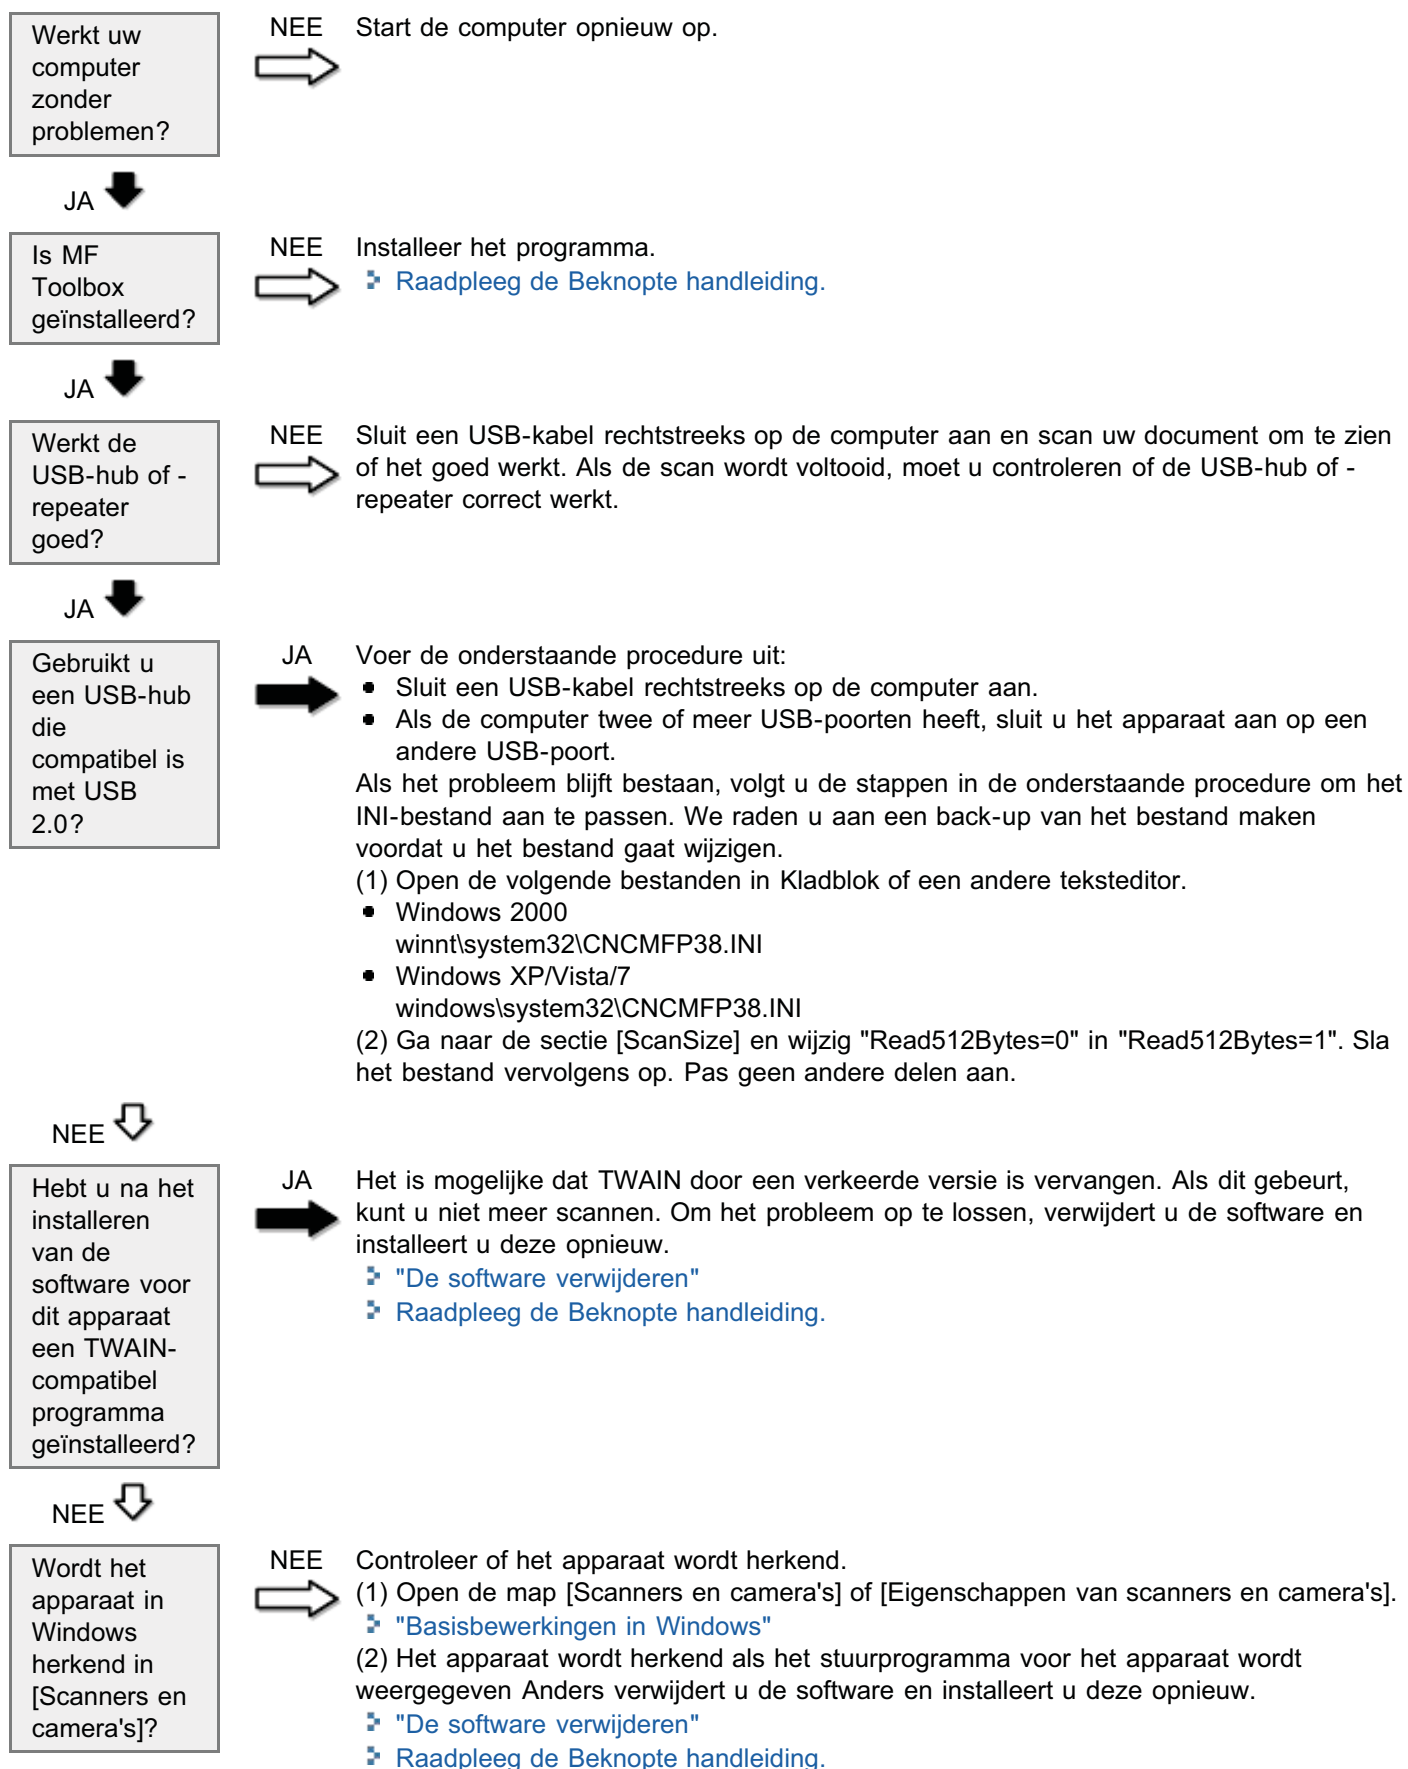 Werkt uw
computer
zonder
problemen?
NEE
Start de computer opnieuw op.
JA
Is MF
Toolbox
geïnstalleerd?
NEE
Installeer het programma.
Raadpleeg de Beknopte handleiding.
JA
Werkt de
USB-hub of -
repeater
goed?
NEE
Sluit een USB-kabel rechtstreeks op de computer aan en scan uw document om te zien
of het goed werkt. Als de scan wordt voltooid, moet u controleren of de USB-hub of -
repeater correct werkt.
JA
Gebruikt u
een USB-hub
die
compatibel is
met USB
2.0?
JA
Voer de onderstaande procedure uit:
Sluit een USB-kabel rechtstreeks op de computer aan.
Als de computer twee of meer USB-poorten heeft, sluit u het apparaat aan op een
andere USB-poort.
Als het probleem blijft bestaan, volgt u de stappen in de onderstaande procedure om het
INI-bestand aan te passen. We raden u aan een back-up van het bestand maken
voordat u het bestand gaat wijzigen.
(1) Open de volgende bestanden in Kladblok of een andere teksteditor.
Windows 2000
winnt\system32\CNCMFP38.INI
Windows XP/Vista/7
windows\system32\CNCMFP38.INI
(2) Ga naar de sectie [ScanSize] en wijzig "Read512Bytes=0" in "Read512Bytes=1". Sla
het bestand vervolgens op. Pas geen andere delen aan.
NEE
Hebt u na het
installeren
van de
software voor
dit apparaat
een TWAIN-
compatibel
programma
geïnstalleerd?
JA
Het is mogelijke dat TWAIN door een verkeerde versie is vervangen. Als dit gebeurt,
kunt u niet meer scannen. Om het probleem op te lossen, verwijdert u de software en
installeert u deze opnieuw.
"De software verwijderen"
Raadpleeg de Beknopte handleiding.
NEE
Wordt het
apparaat in
Windows
herkend in
[Scanners en
camera's]?
NEE
Controleer of het apparaat wordt herkend.
(1) Open de map [Scanners en camera's] of [Eigenschappen van scanners en camera's].
"Basisbewerkingen in Windows"
(2) Het apparaat wordt herkend als het stuurprogramma voor het apparaat wordt
weergegeven Anders verwijdert u de software en installeert u deze opnieuw.
"De software verwijderen"
Raadpleeg de Beknopte handleiding.